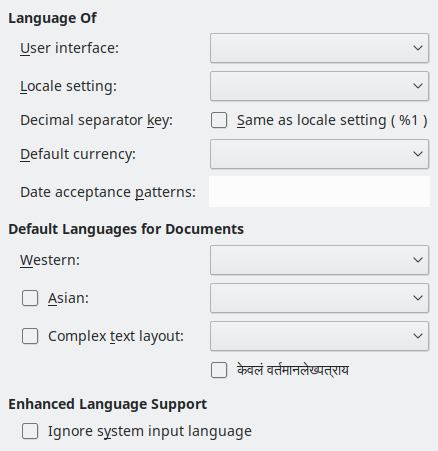 Language Of
User interface:
Locale setting:
Decimal separator key: Same as locale setting ( %1 )
Default currency:
Date acceptance patterns:
Default Languages for Documents
Western:
Asian:
Complex text layout:
केवलं वर्तमानलेखपत्राय
Enhanced Language Support
Ignore system input language